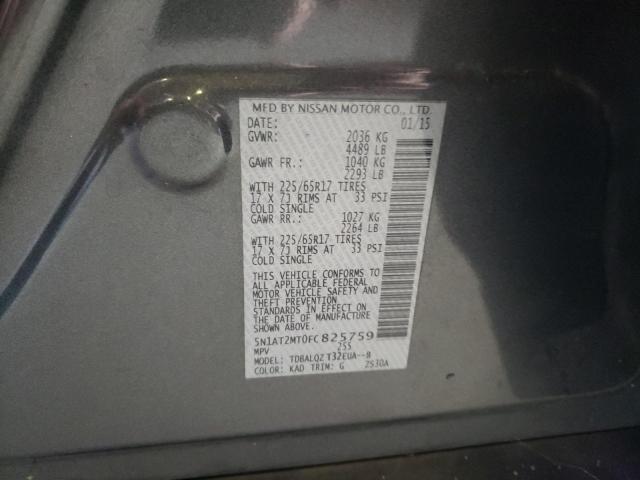 MFD BY NISSAN MOTOR CO., LTD.
DATE: 01/15
GVWR: 2036 KG
4489 LB
GAWR FR.: 1040 KG
2293 LB
WITH 225/65R17 TIRES
17 X 7J RIMS AT 33 PSI
COLD SINGLE
GAWR RR.: 1027 KG
2264 LB
WITH 225/65R17 TIRES
17 X 7J RIMS AT 33 PSI
COLD SINGLE
THIS VEHICLE CONFORMS TO
ALL APPLICABLE FEDERAL
MOTOR VEHICLE SAFETY AND
THEFT PREVENTION
STANDARDS IN EFFECT ON
THE DATE OF MANUFACTURE
SHOWN ABOVE.
5N1AT2MT0FC825759
MPV 255
MODEL: TDBALQZ T32EUA--B
COLOR: KAD TRIM: G 2530A